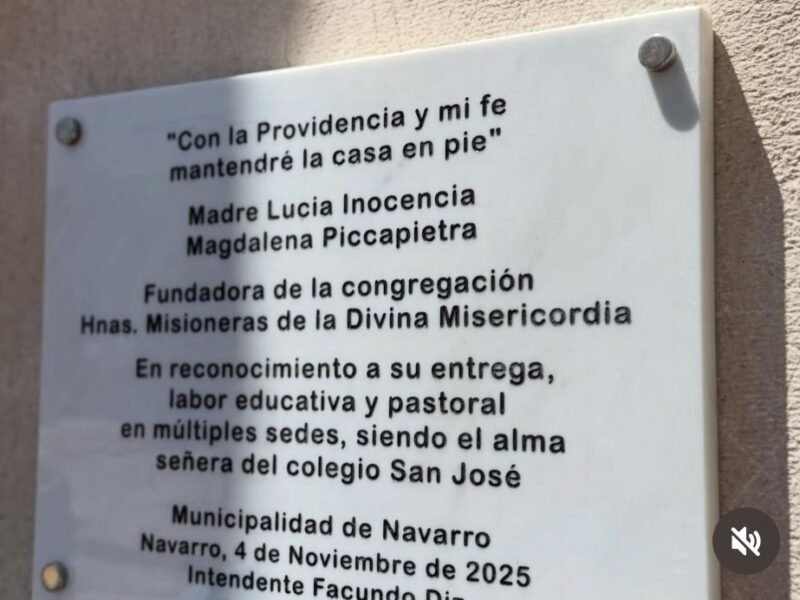 "Con la Providencia y mi fe
mantendré la casa en pie"
Madre Lucia Inocencia
Magdalena Piccapietra
Fundadora de la congregación
Hnas. Misioneras de la Divina Misericordia
En reconocimiento a su entrega,
labor educativa y pastoral
en múltiples sedes, siendo el alma
señera del colegio San José
Municipalidad de Navarro
Navarro, 4 de Noviembre de 2025
Intendente Facundo